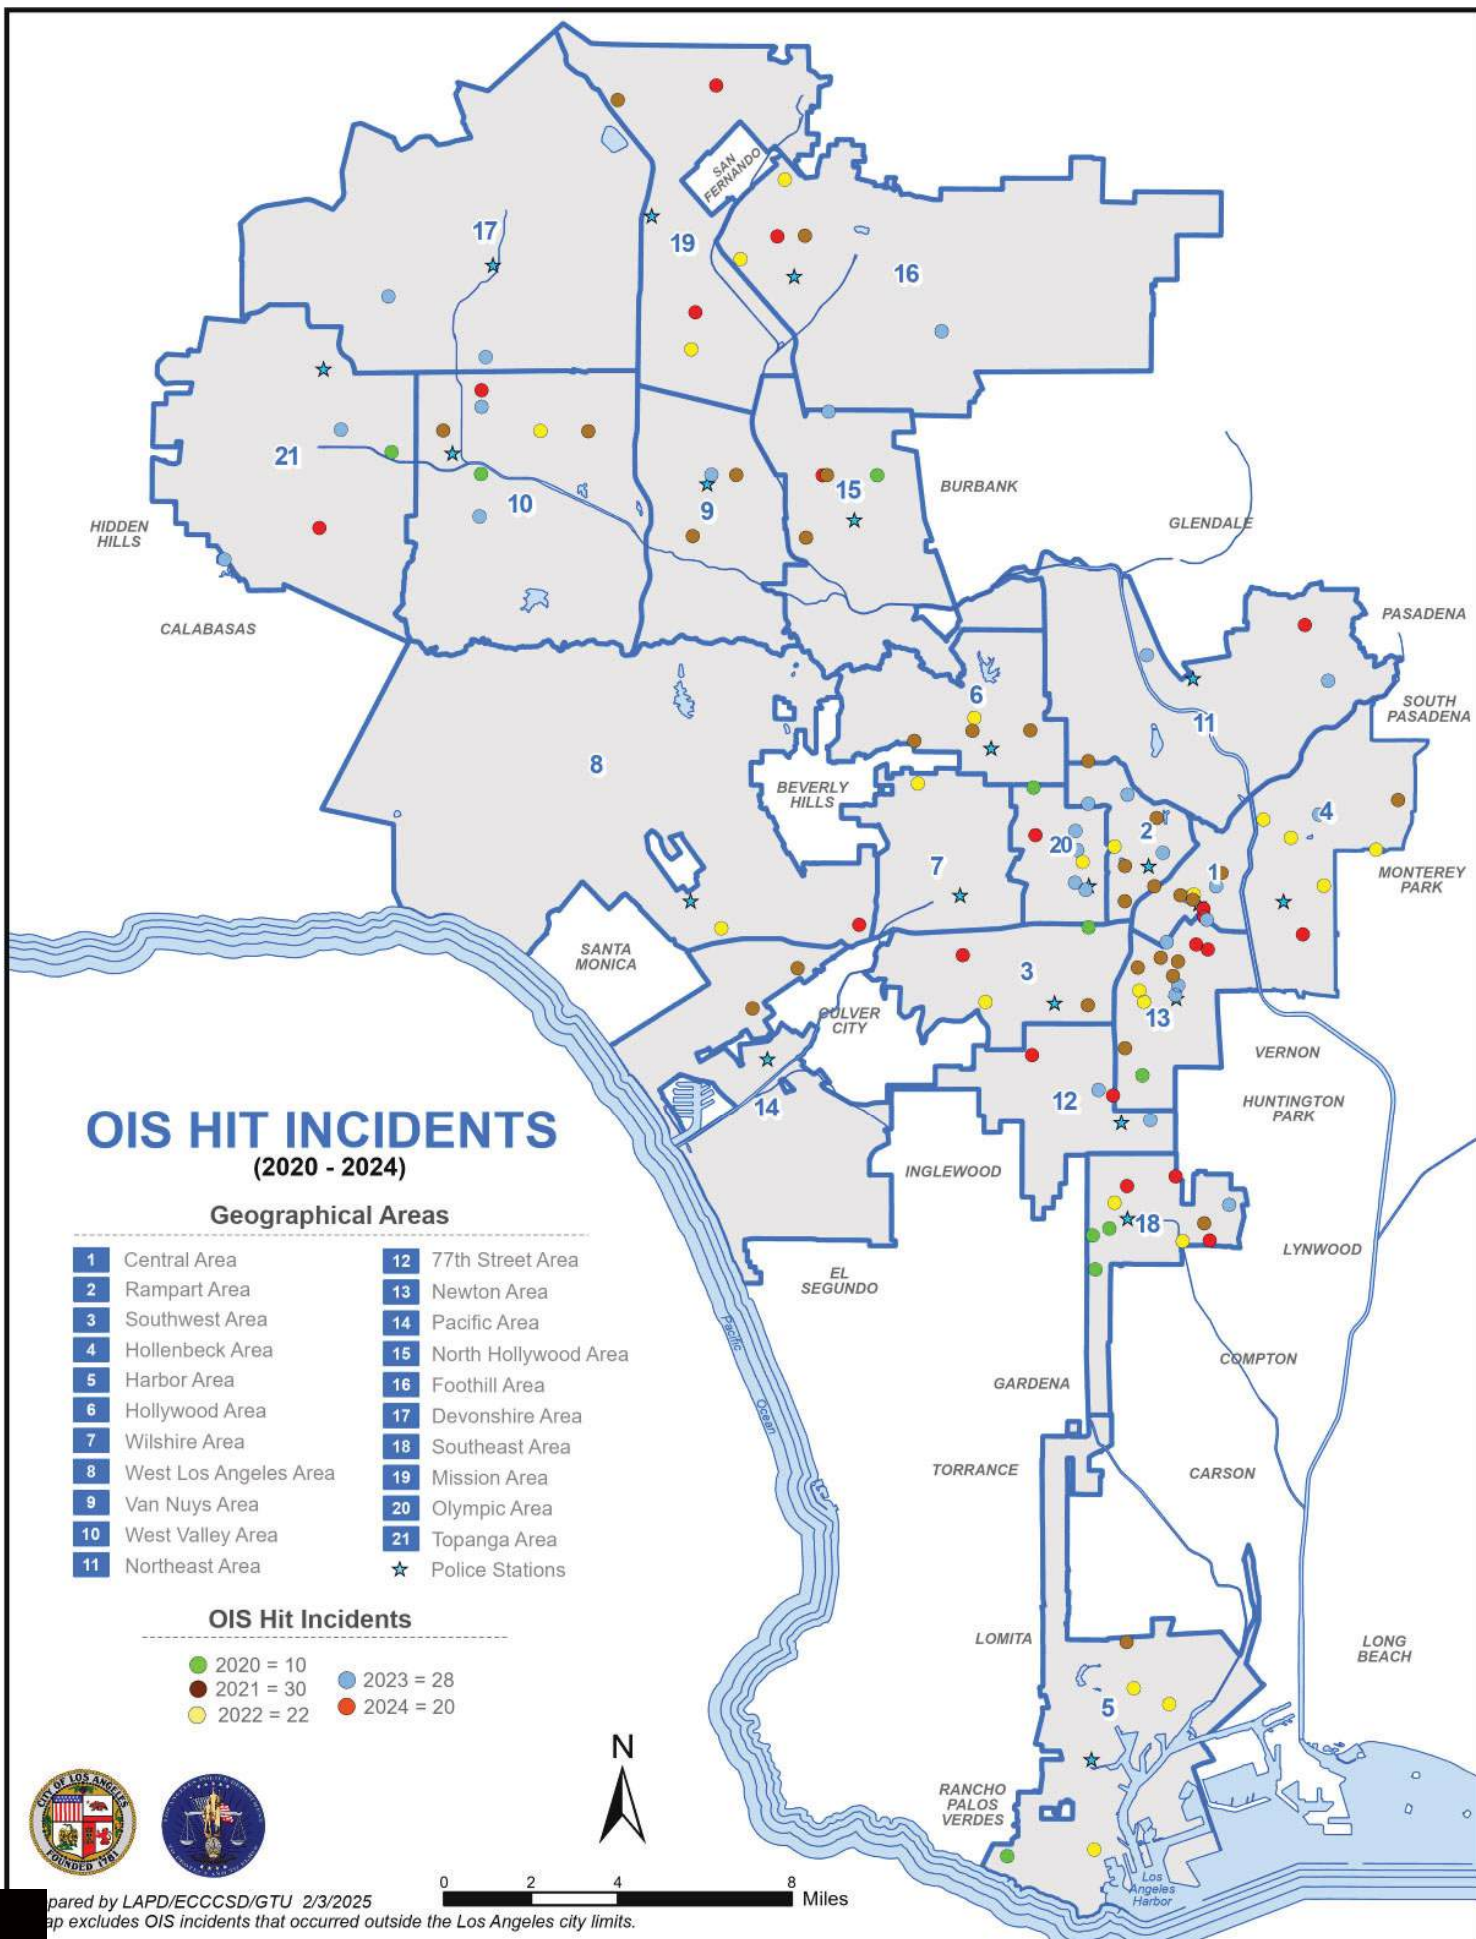 SAN
FERNANDO
17
19
16
21
10
9
15
HIDDEN
HILLS
CALABASAS
BURBANK
GLENDALE
PASADENA
SOUTH
PASADENA
6
11
8
BEVERLY
HILLS
4
2
20
7
1
MONTEREY
PARK
SANTA
MONICA
3
CULVER
CITY
13
VERNON
12
14
HUNTINGTON
PARK
INGLEWOOD
18
LYNWOOD
EL
SEGUNDO
Pacific
Ocean
COMPTON
GARDENA
TORRANCE
CARSON
LOMITA
LONG
BEACH
5
RANCHO
PALOS
VERDES
Los
Angeles
Harbor
OIS HIT INCIDENTS
(2020 - 2024)
Geographical Areas
1 Central Area
2 Rampart Area
3 Southwest Area
4 Hollenbeck Area
5 Harbor Area
6 Hollywood Area
7 Wilshire Area
8 West Los Angeles Area
9 Van Nuys Area
10 West Valley Area
11 Northeast Area
12 77th Street Area
13 Newton Area
14 Pacific Area
15 North Hollywood Area
16 Foothill Area
17 Devonshire Area
18 Southeast Area
19 Mission Area
20 Olympic Area
21 Topanga Area
Police Stations
OIS Hit Incidents
2020 = 10
2021 = 30
2022 = 22
2023 = 28
2024 = 20
CITY OF LOS ANGELES
FOUNDED 1781
N
0 2 4 8 Miles
pared by LAPD/ECCCSD/GTU 2/3/2025
ap excludes OIS incidents that occurred outside the Los Angeles city limits.